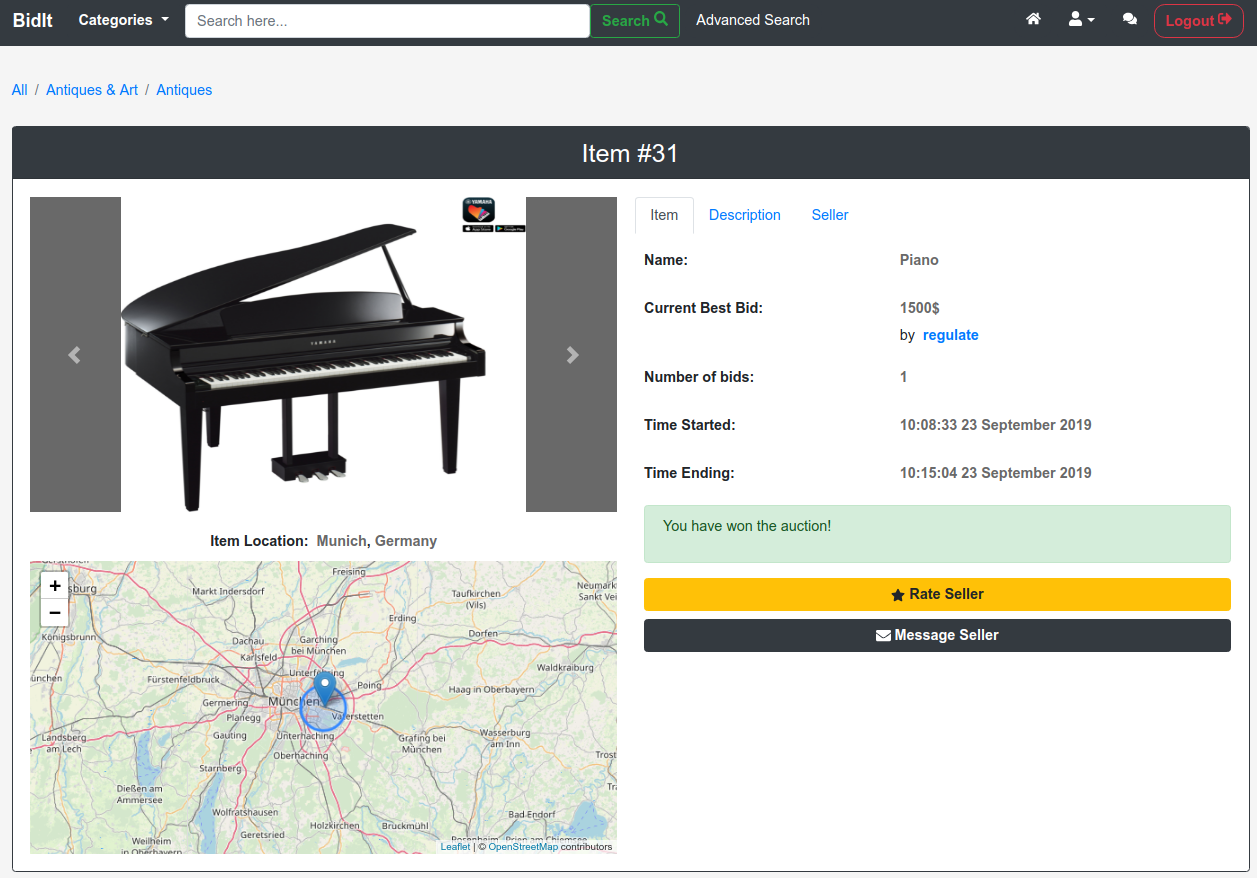 BidIt Categories Search here... Search Advanced Search Logout
All / Antiques & Art / Antiques
Item #31
YAMAHA
YAMAHA
Item Description Seller
Name: Piano
Current Best Bid: 1500$
by regulate
Number of bids: 1
Time Started: 10:08:33 23 September 2019
Time Ending: 10:15:04 23 September 2019
You have won the auction!
Rate Seller
Message Seller
Item Location: Munich, Germany
+
−
Freising
Neumark
Sankt Vei
Markt Indersdorf
Taufkirchen
(Vils)
sburg
Erding
Königsbrunn
Dachau
Garching
bei München
Dorfen
Karlsfeld
Waldkraiburg
Unterföhring
ünchen
Fürstenfeldbruck
Poing
Haag in Oberbayern
Germering
München
Planegg
Vaterstetten
Gauting
Unterhaching
Landsberg
am Lech
Grafing bei
München
Wasserburg
am Inn
Oberhaching
Trost
Starnberg
Dießen am
Ammersee
Wolfratshausen
Bad Endorf
Geretsried
Holzkirchen
Bruckmühl
Weilheim
in Oberbayern
Rosenheim
Prien am Chiemsee
Leaflet | © OpenStreetMap contributors